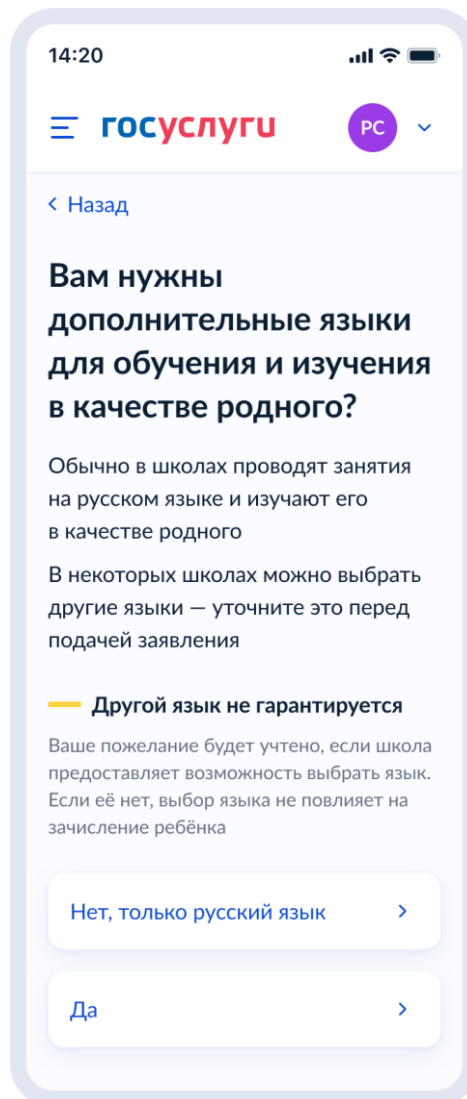 14:20
госуслуги
РС
Назад
Вам нужны
дополнительные языки
для обучения и изучения
в качестве родного?
Обычно в школах проводят занятия
на русском языке и изучают его
в качестве родного
В некоторых школах можно выбрать
другие языки — уточните это перед
подачей заявления
Другой язык не гарантируется
Ваше пожелание будет учтено, если школа
предоставляет возможность выбрать язык.
Если её нет, выбор языка не повлияет на
зачисление ребёнка
Нет, только русский язык
Да